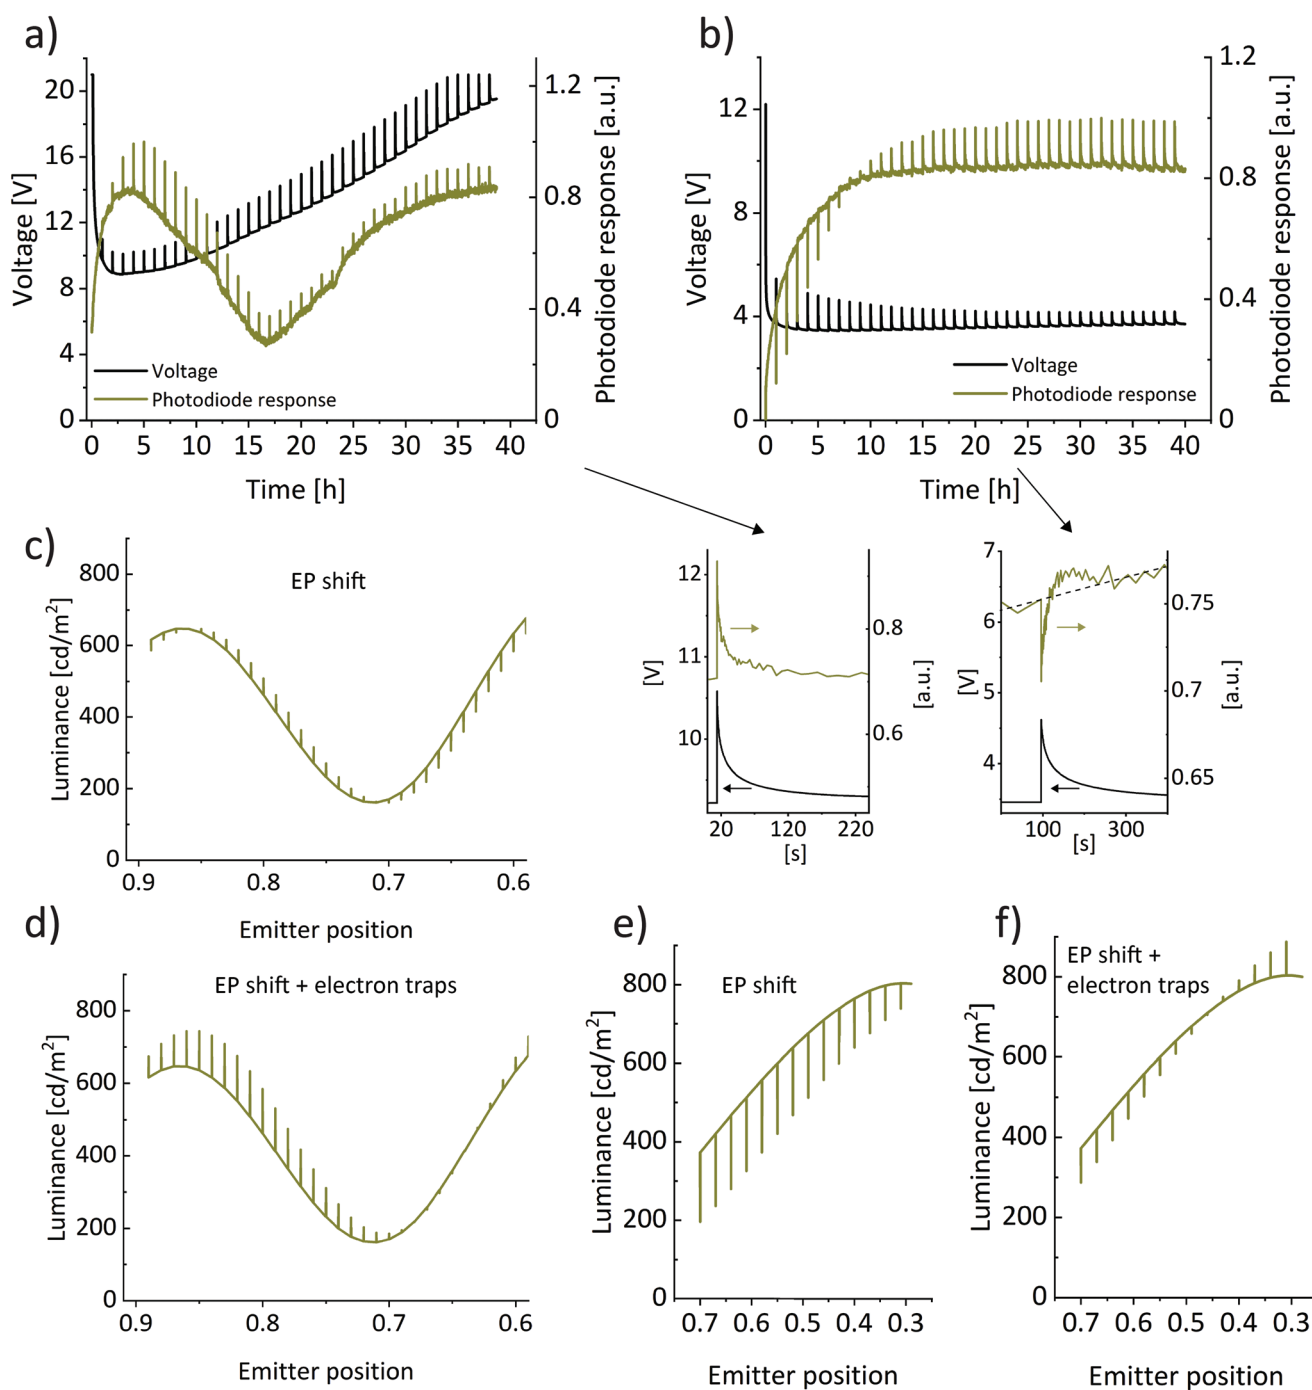 a)
20
16
12
8
4
0
Voltage [V]
1.2
0.8
0.4
0
Photodiode response [a.u.]
Voltage
Photodiode response
0 5 10 15 20 25 30 35 40
Time [h]
b)
12
8
4
0
Voltage [V]
1.2
0.8
0.4
0
Photodiode response [a.u.]
Voltage
Photodiode response
0 5 10 15 20 25 30 35 40
Time [h]
c)
EP shift
800
600
400
200
0
Luminance [cd/m²]
0.9 0.8 0.7 0.6
Emitter position
12
11
10
[V]
0.8
0.6
[a.u.]
20 120 220
[s]
7
6
5
4
[V]
0.75
0.7
0.65
[a.u.]
100 300
[s]
d)
EP shift + electron traps
800
600
400
200
0
Luminance [cd/m²]
0.9 0.8 0.7 0.6
Emitter position
e)
EP shift
800
600
400
200
0
Luminance [cd/m²]
0.7 0.6 0.5 0.4 0.3
Emitter position
f)
EP shift +
electron traps
800
600
400
200
0
Luminance [cd/m²]
0.7 0.6 0.5 0.4 0.3
Emitter position